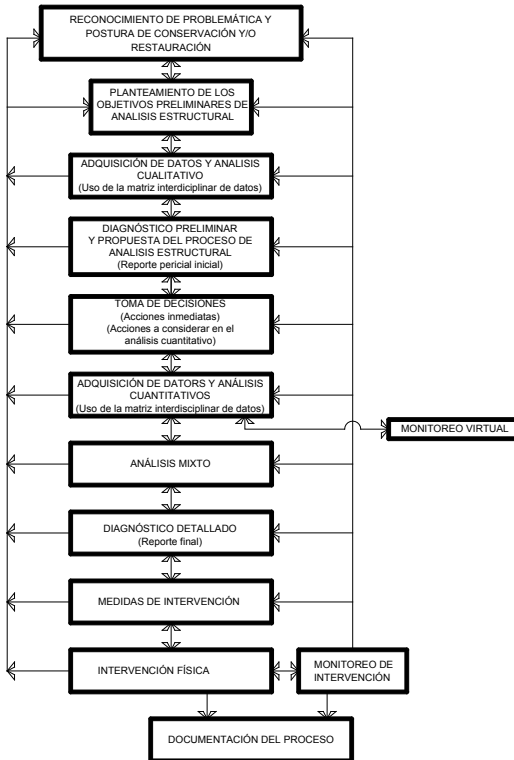 RECONOCIMIENTO DE PROBLEMÁTICA Y
POSTURA DE CONSERVACIÓN Y/O
RESTAURACIÓN
PLANTEAMIENTO DE LOS
OBJETIVOS PRELIMINARES DE
ANALISIS ESTRUCTURAL
ADQUISICIÓN DE DATOS Y ANALISIS
CUALITATIVO
(Uso de la matriz interdiciplinar de datos)
DIAGNÓSTICO PRELIMINAR
Y PROPUESTA DEL PROCESO DE
ANALISIS ESTRUCTURAL
(Reporte pericial inicial)
TOMA DE DECISIONES
(Acciones inmediatas)
(Acciones a considerar en el
análisis cuantitativo)
ADQUISICIÓN DE DATORS Y ANÁLISIS
CUANTITATIVOS
(Uso de la matriz interdisciplinar de datos)
MONITOREO VIRTUAL
ANÁLISIS MIXTO
DIAGNÓSTICO DETALLADO
(Reporte final)
MEDIDAS DE INTERVENCIÓN
INTERVENCIÓN FÍSICA
MONITOREO DE
INTERVENCIÓN
DOCUMENTACIÓN DEL PROCESO